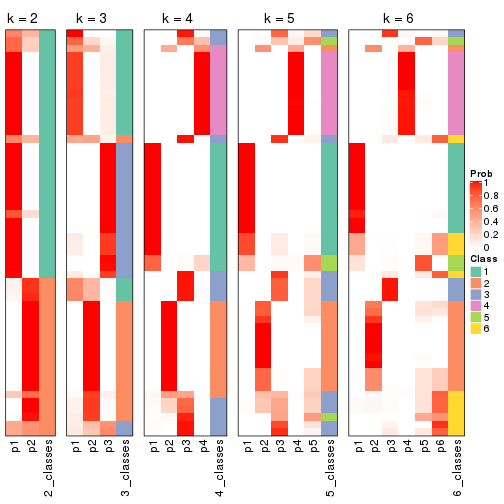 k = 2
k = 3
k = 4
k = 5
k = 6
p1
p2
2_classes
p1
p2
p3
3_classes
p1
p2
p3
p4
4_classes
p1
p2
p3
p4
p5
5_classes
p1
p2
p3
p4
p5
p6
6_classes
Prob
1
0.8
0.6
0.4
0.2
0
Class
1
2
3
4
5
6